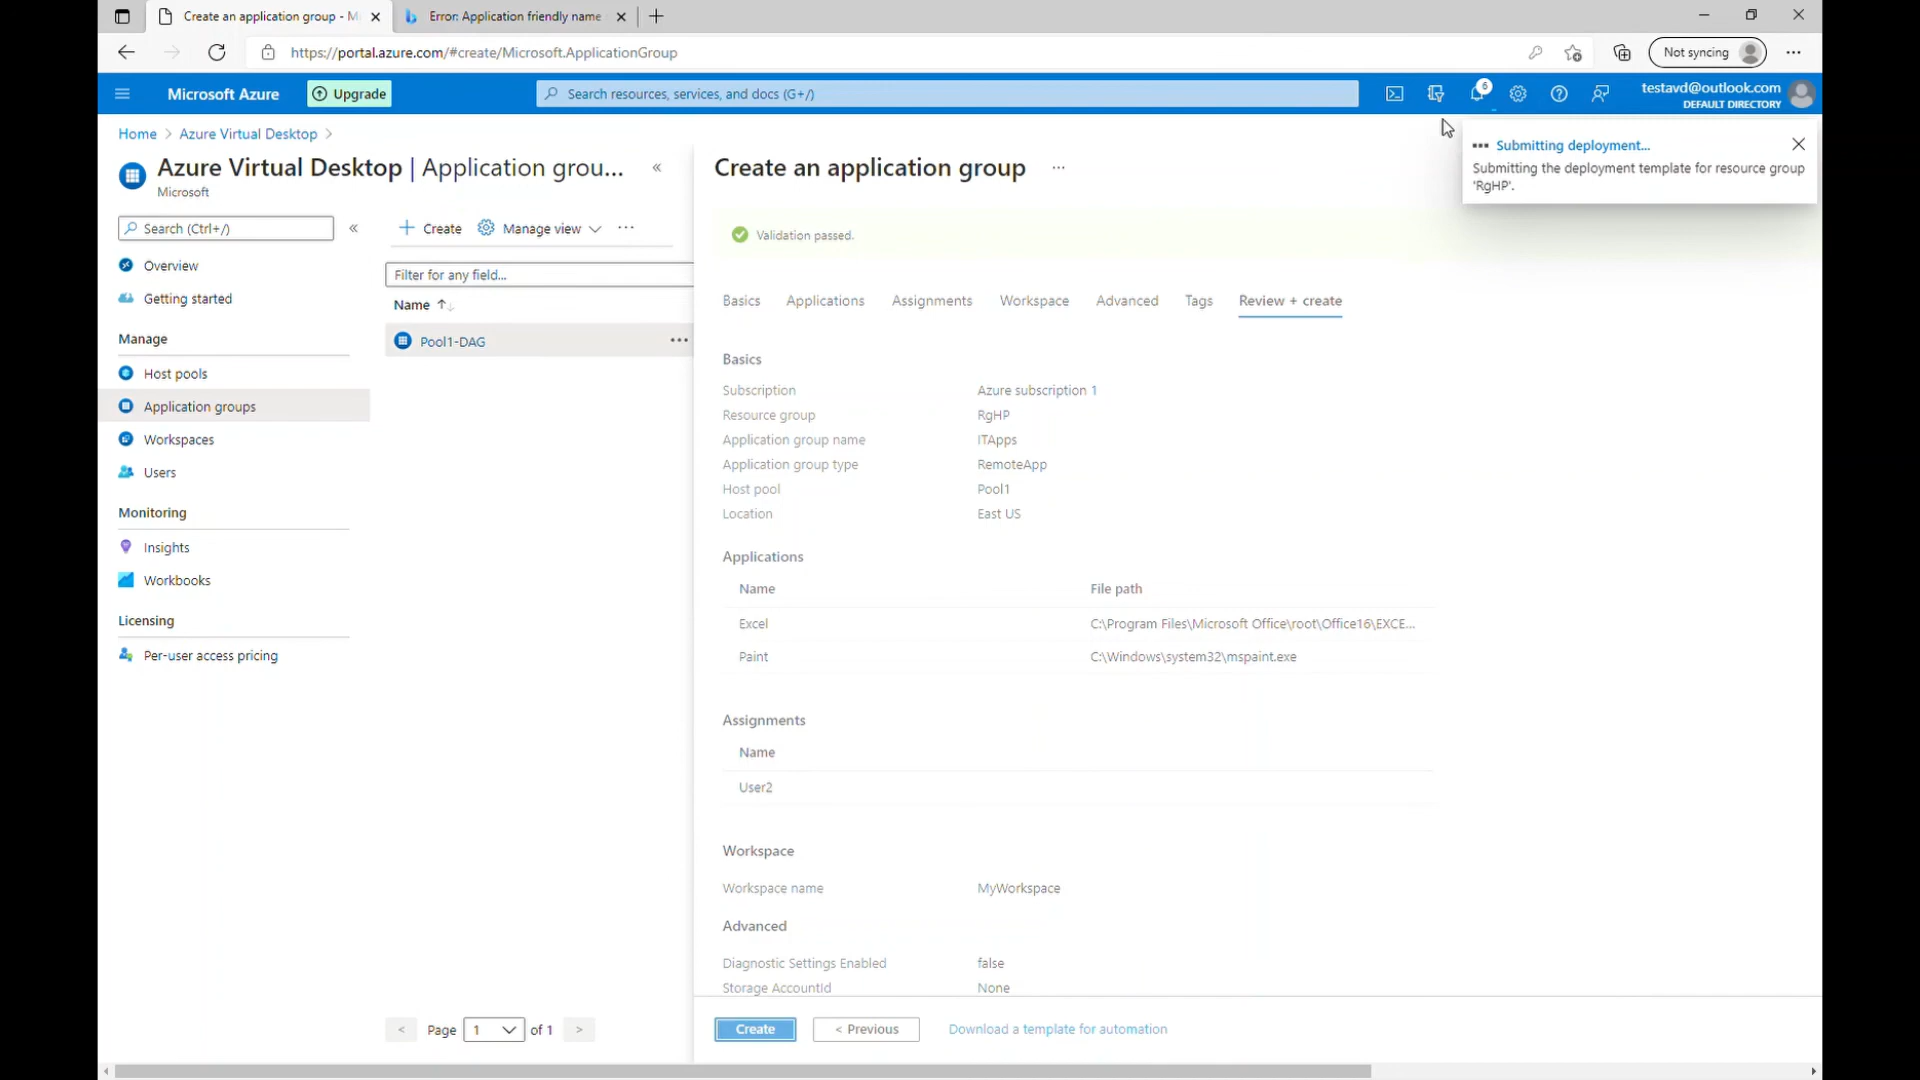 Create an application group - M
Error: Application friendly name
https://portal.azure.com/#create/Microsoft.ApplicationGroup
Not syncing
Microsoft Azure
Upgrade
Search resources, services, and docs (G+/)
6
testavd@outlook.com
DEFAULT DIRECTORY
Home > Azure Virtual Desktop >
Submitting deployment...
Submitting the deployment template for resource group
'RgHP'.
Azure Virtual Desktop | Application grou...
Microsoft
Create an application group
Search (Ctrl+/)
Create
Manage view
Validation passed.
Overview
Getting started
Filter for any field...
Name
Pool1-DAG
Manage
Host pools
Application groups
Workspaces
Users
Monitoring
Insights
Workbooks
Licensing
Per-user access pricing
Basics Applications Assignments Workspace Advanced Tags Review + create
Basics
Subscription Azure subscription 1
Resource group RgHP
Application group name ITApps
Application group type RemoteApp
Host pool Pool1
Location East US
Applications
Name File path
Excel C:\Program Files\Microsoft Office\root\Office16\EXCE...
Paint C:\Windows\system32\mspaint.exe
Assignments
Name
User2
Workspace
Workspace name MyWorkspace
Advanced
Diagnostic Settings Enabled false
Storage AccountId None
< Page 1 of 1 >
Create
< Previous
Download a template for automation